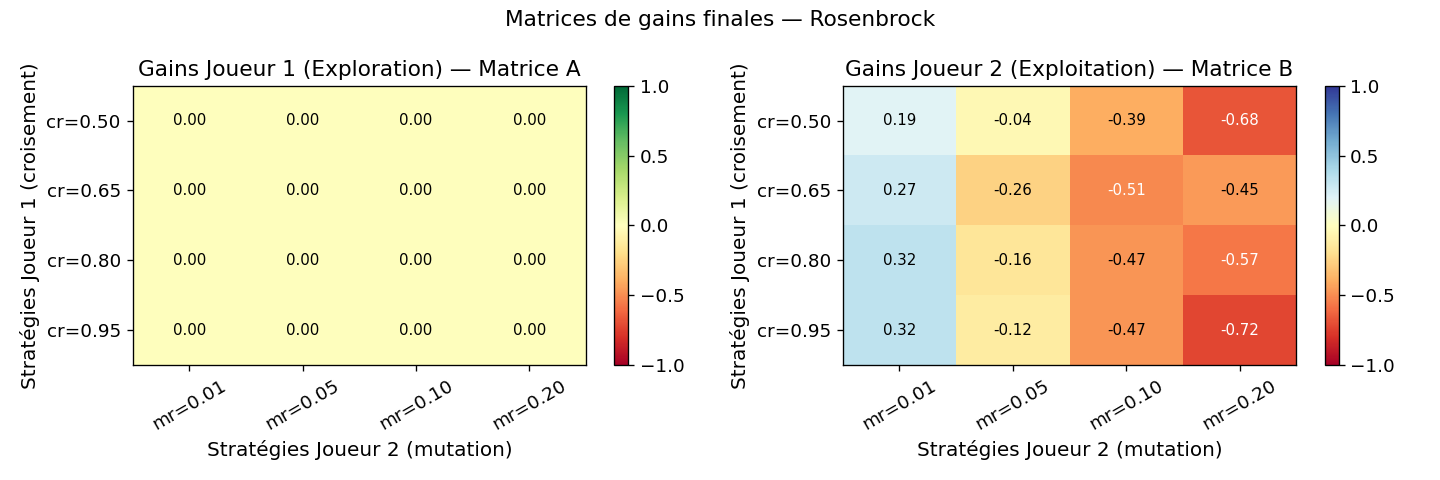 Matrices de gains finales — Rosenbrock
Gains Joueur 1 (Exploration) — Matrice A
Stratégies Joueur 1 (croisement)
cr=0.50 0.00 0.00 0.00 0.00
cr=0.65 0.00 0.00 0.00 0.00
cr=0.80 0.00 0.00 0.00 0.00
cr=0.95 0.00 0.00 0.00 0.00
mr=0.01 mr=0.05 mr=0.10 mr=0.20
Stratégies Joueur 2 (mutation)
1.0
0.5
0.0
−0.5
−1.0
Gains Joueur 2 (Exploitation) — Matrice B
Stratégies Joueur 1 (croisement)
cr=0.50 0.19 -0.04 -0.39 -0.68
cr=0.65 0.27 -0.26 -0.51 -0.45
cr=0.80 0.32 -0.16 -0.47 -0.57
cr=0.95 0.32 -0.12 -0.47 -0.72
mr=0.01 mr=0.05 mr=0.10 mr=0.20
Stratégies Joueur 2 (mutation)
1.0
0.5
0.0
−0.5
−1.0